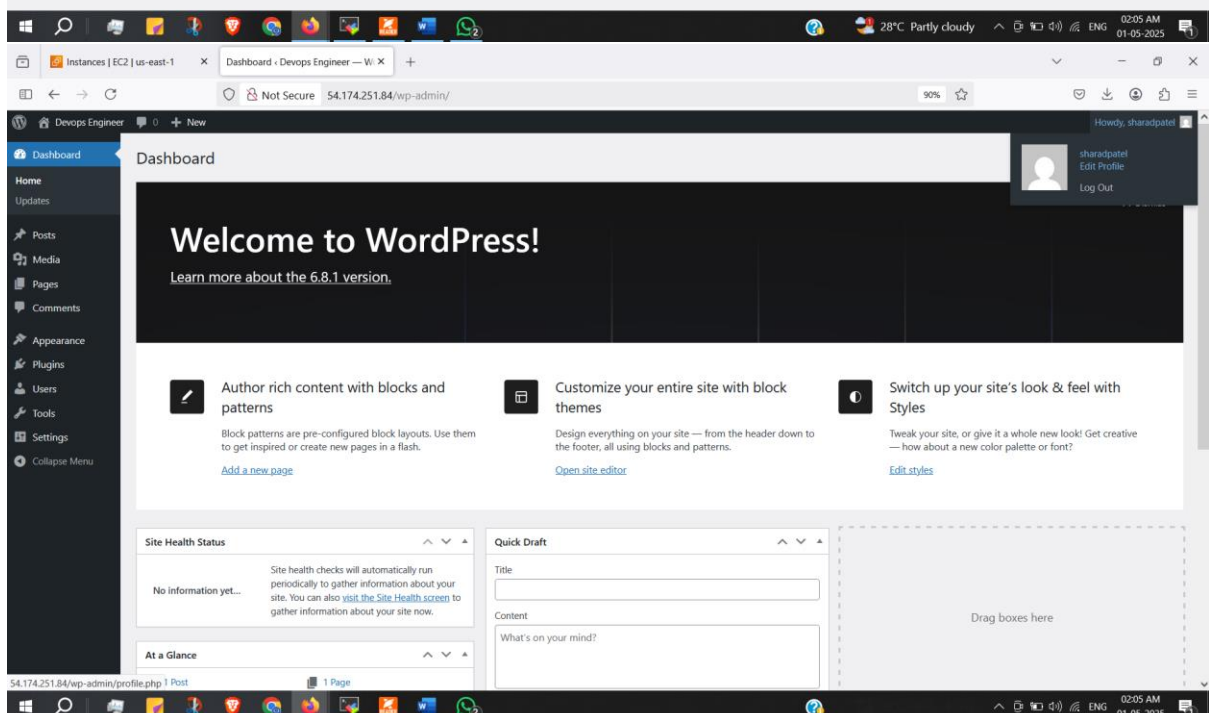 28°C Partly cloudy
ENG
02:05 AM
01-05-2025
2
Instances | EC2 | us-east-1
Dashboard ‹ Devops Engineer — W
Not Secure 54.174.251.84/wp-admin/
90%
Devops Engineer 0 + New
Howdy, sharadpatel
sharadpatel
Edit Profile
Log Out
Dashboard
Home
Updates
Posts
Media
Pages
Comments
Appearance
Plugins
Users
Tools
Settings
Collapse Menu
Dashboard
Welcome to WordPress!
Learn more about the 6.8.1 version.
Author rich content with blocks and
patterns
Block patterns are pre-configured block layouts. Use them
to get inspired or create new pages in a flash.
Add a new page
Customize your entire site with block
themes
Design everything on your site — from the header down to
the footer, all using blocks and patterns.
Open site editor
Switch up your site's look & feel with
Styles
Tweak your site, or give it a whole new look! Get creative
— how about a new color palette or font?
Edit styles
Site Health Status
No information yet...
Site health checks will automatically run
periodically to gather information about your
site. You can also visit the Site Health screen to
gather information about your site now.
Quick Draft
Title
Content
What's on your mind?
Drag boxes here
At a Glance
1 Post
1 Page
54.174.251.84/wp-admin/profile.php
2
ENG
02:05 AM